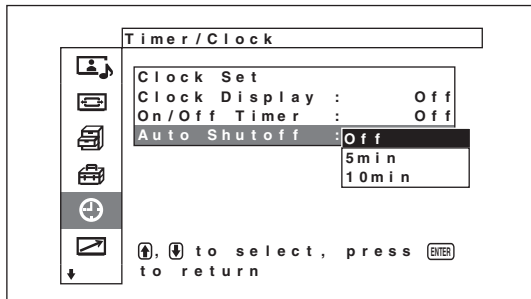 Timer/Clock
Clock Set
Clock Display : Off
On/Off Timer : Off
Auto Shutoff : Off
5min
10min
↑, ↓ to select, press ENTER
to return